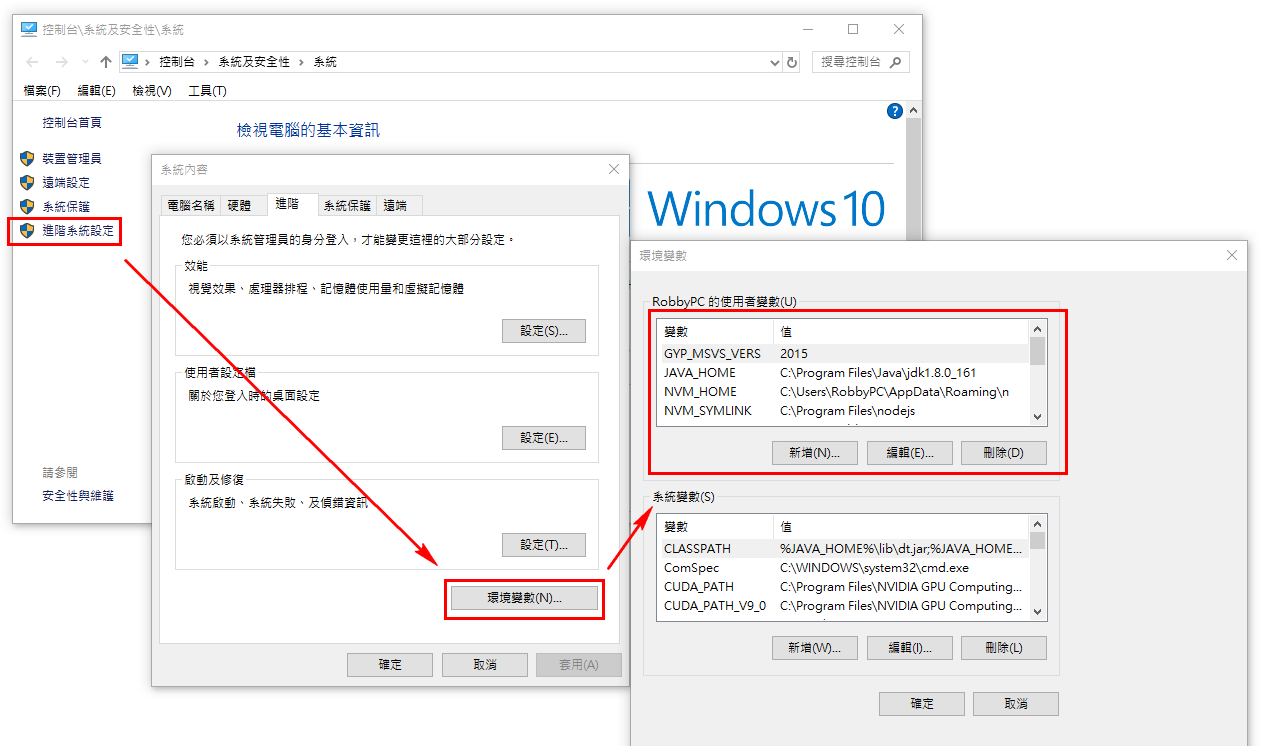 控制台\系統及安全性\系統
控制台 › 系統及安全性 › 系統
搜尋控制台
檔案(F) 編輯(E) 檢視(V) 工具(T)
控制台首頁
裝置管理員
遠端設定
系統保護
進階系統設定
請參閱
安全性與維護
檢視電腦的基本資訊
Windows 10
系統內容
電腦名稱 硬體 進階 系統保護 遠端
您必須以系統管理員的身分登入，才能變更這裡的大部分設定。
效能
視覺效果、處理器排程、記憶體使用量和虛擬記憶體
設定(S)...
使用者設定檔
關於您登入時的桌面設定
設定(E)...
啟動及修復
系統啟動、系統失敗、及偵錯資訊
設定(T)...
環境變數(N)...
確定 取消 套用(A)
環境變數
RobbyPC 的使用者變數(U)
變數 值
GYP_MSVS_VERS 2015
JAVA_HOME C:\Program Files\Java\jdk1.8.0_161
NVM_HOME C:\Users\RobbyPC\AppData\Roaming\n
NVM_SYMLINK C:\Program Files\nodejs
新增(N)... 編輯(E)... 刪除(D)
系統變數(S)
變數 值
CLASSPATH %JAVA_HOME%\lib\dt.jar;%JAVA_HOME...
ComSpec C:\WINDOWS\system32\cmd.exe
CUDA_PATH C:\Program Files\NVIDIA GPU Computing...
CUDA_PATH_V9_0 C:\Program Files\NVIDIA GPU Computing...
新增(W)... 編輯(I)... 刪除(L)
確定 取消